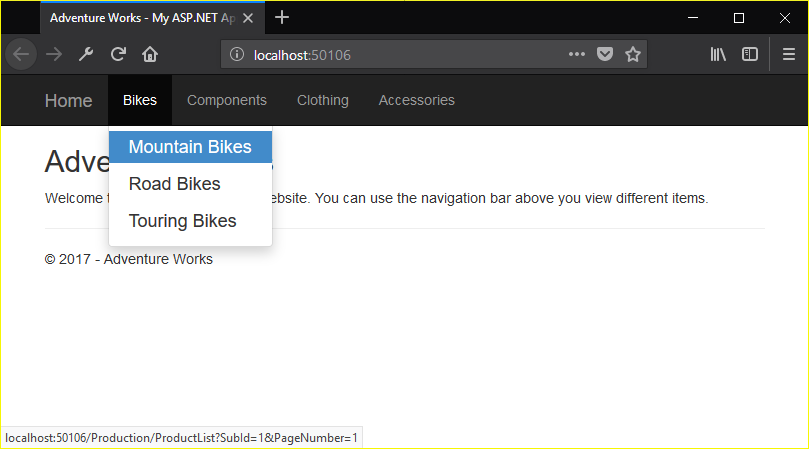 Adventure Works - My ASP.NET Ap
localhost:50106
Home Bikes Components Clothing Accessories
Mountain Bikes
Road Bikes
Touring Bikes
Adve
Welcome ebsite. You can use the navigation bar above you view different items.
© 2017 - Adventure Works
localhost:50106/Production/ProductList?SubId=1&PageNumber=1